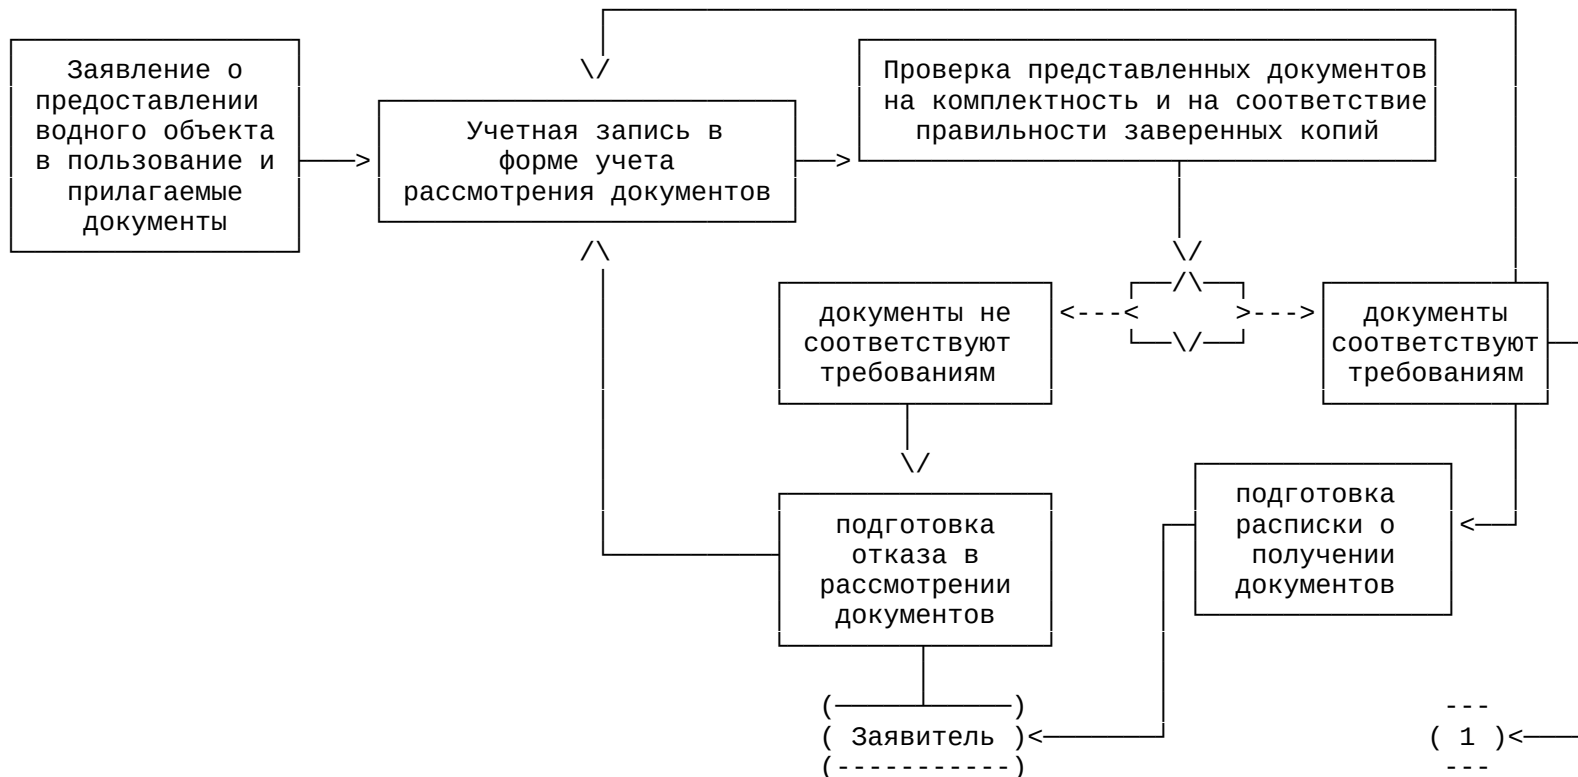 Заявление о
предоставлении
водного объекта
в пользование и
прилагаемые
документы
Учетная запись в
форме учета
рассмотрения документов
Проверка представленных документов
на комплектность и на соответствие
правильности заверенных копий
документы не
соответствуют
требованиям
документы
соответствуют
требованиям
подготовка
отказа в
рассмотрении
документов
подготовка
расписки о
получении
документов
Заявитель
1